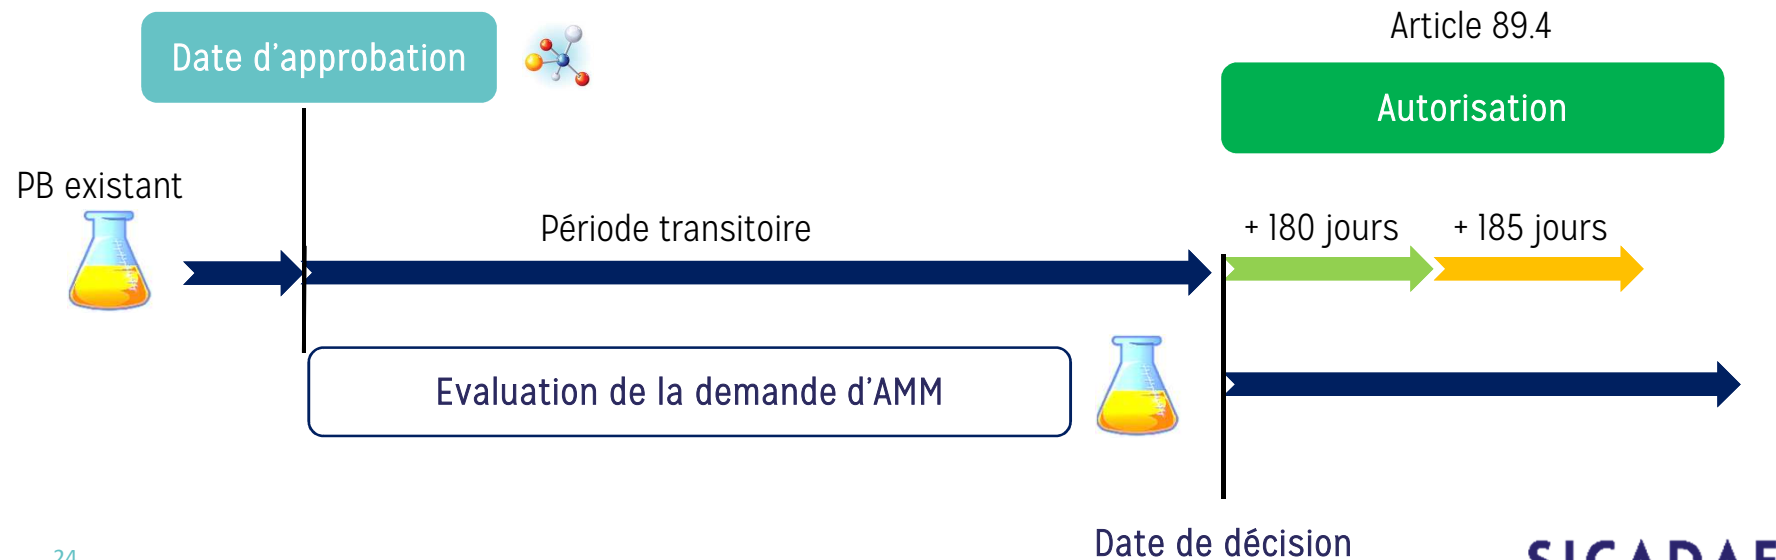 Article 89.4
Date d'approbation
Autorisation
PB existant
Période transitoire
+ 180 jours
+ 185 jours
Evaluation de la demande d'AMM
Date de décision
24